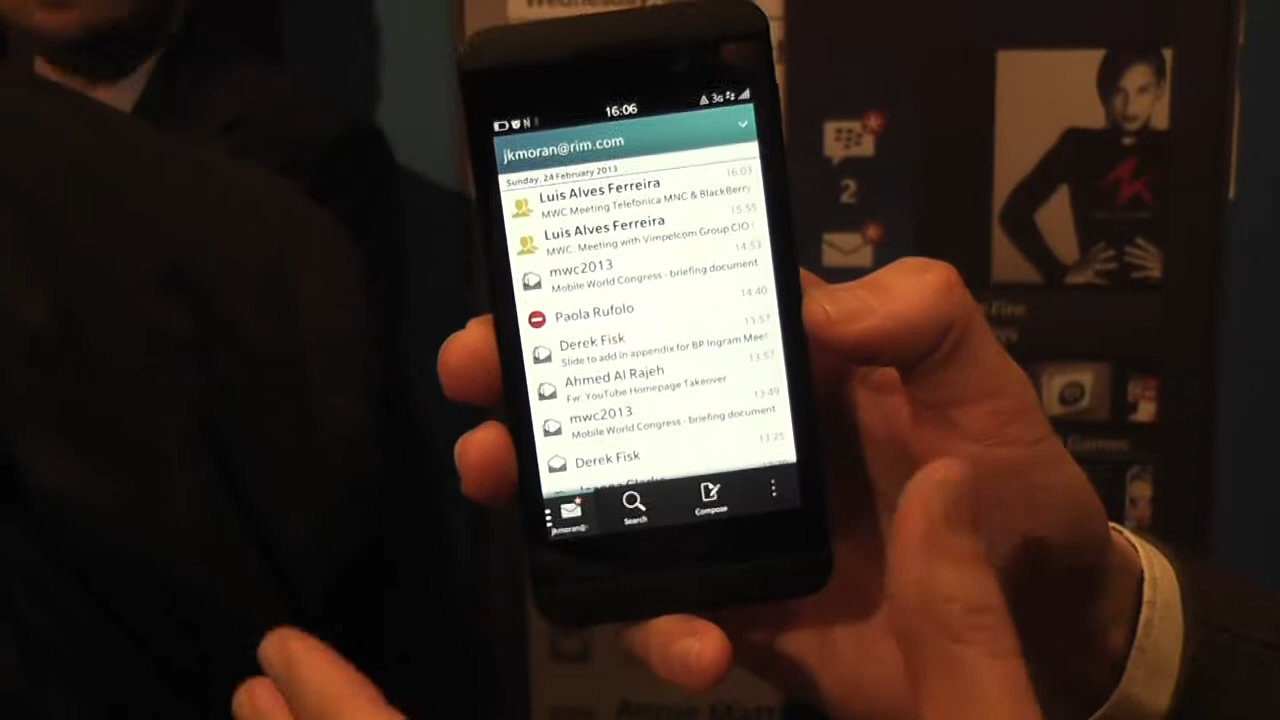 Wednesday,
16:06
3G
jkmoran@rim.com
Sunday, 24 February 2013
Luis Alves Ferreira 16:03
MWC Meeting Telefonica MNC & BlackBerry
Luis Alves Ferreira 15:55
MWC: Meeting with Vimpelcom Group CIO
mwc2013 14:53
Mobile World Congress - briefing document
Paola Rufolo 14:40
Derek Fisk 13:57
Slide to add in appendix for BP Ingram Meet
Ahmed Al Rajeh 13:57
Fw: YouTube Homepage Takeover
mwc2013 13:49
Mobile World Congress - briefing document
Derek Fisk 13:25
jkmoran@
Search
Compose
2
Games